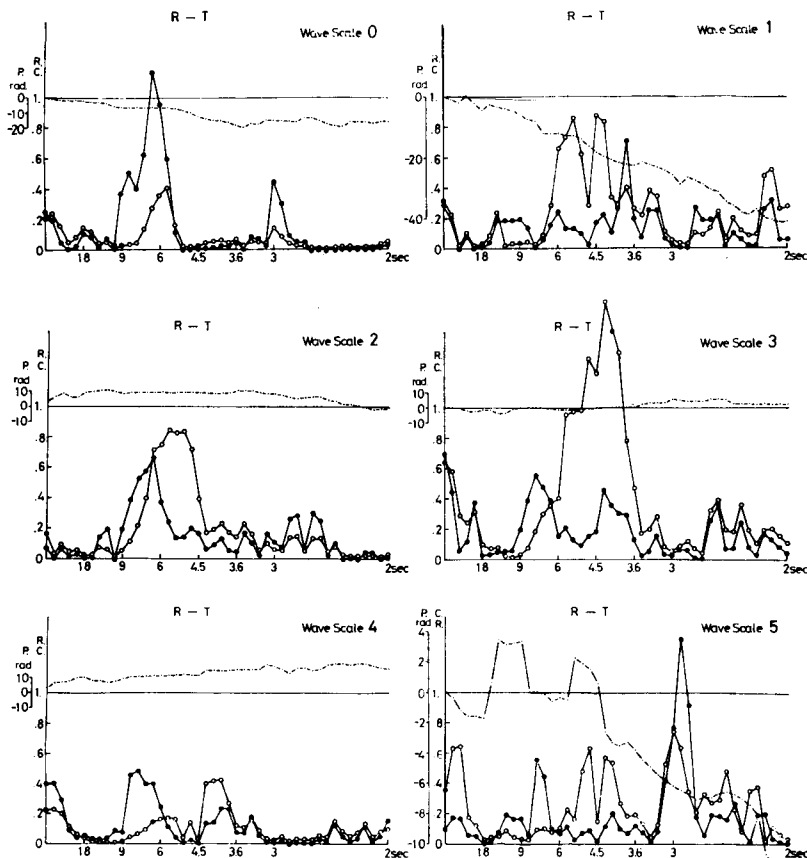 R - T
Wave Scale 0
R.
P. C.
rad.
0 1.
-10
-20 .8
.6
.4
.2
0
18 9 6 4.5 3.6 3 2sec
R - T
Wave Scale 1
R.
P. C.
rad.
0 1.
.8
-20 .6
.4
-40 .2
0
18 9 6 4.5 3.6 3 2sec
R - T
Wave Scale 2
R.
P. C.
rad
10
0 1.
-10
.8
.6
.4
.2
0
18 9 6 4.5 3.6 3 2sec
R - T
Wave Scale 3
R.
P. C.
rad
10
0 1.
-10
.8
.6
.4
.2
0
18 9 6 4.5 3.6 3 2sec
R - T
Wave Scale 4
R.
P. C.
rad
10
0 1.
-10
.8
.6
.4
.2
0
18 9 6 4.5 3.6 3 2sec
R - T
Wave Scale 5
P. C.
rad R.
4
2
0 1.
-2 .8
-4 .6
-6 .4
-8 .2
-10 0
18 9 6 4.5 3.6 3 2sec